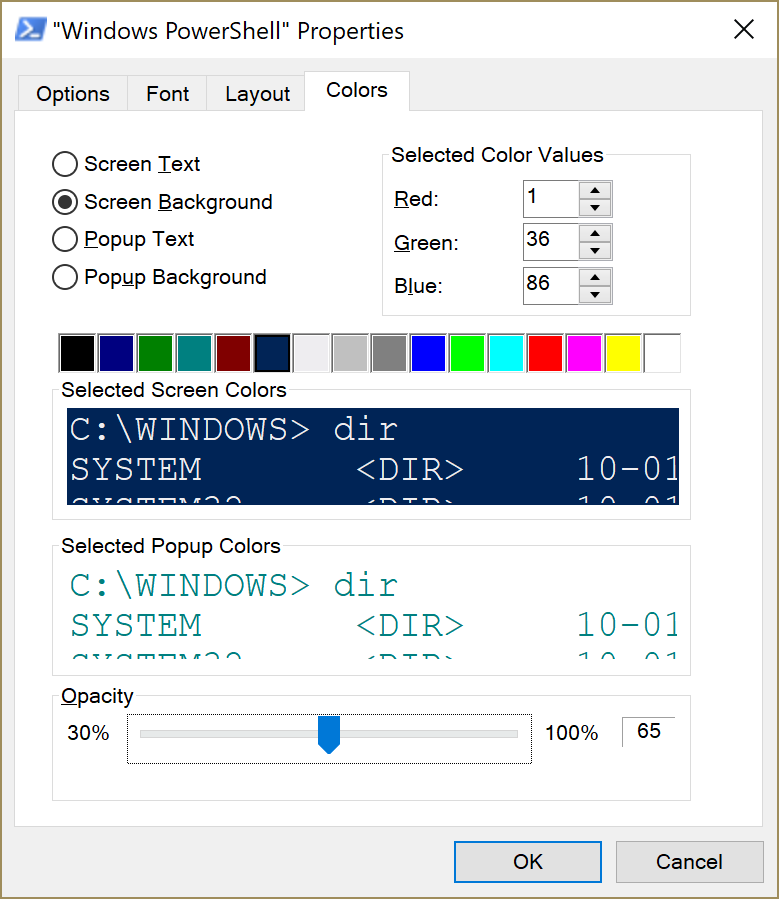 "Windows PowerShell" Properties
Options Font Layout Colors
Screen Text
Screen Background
Popup Text
Popup Background
Selected Color Values
Red: 1
Green: 36
Blue: 86
Selected Screen Colors
C:\WINDOWS> dir
SYSTEM <DIR> 10-01
Selected Popup Colors
C:\WINDOWS> dir
SYSTEM <DIR> 10-01
Opacity
30% 100% 65
OK Cancel